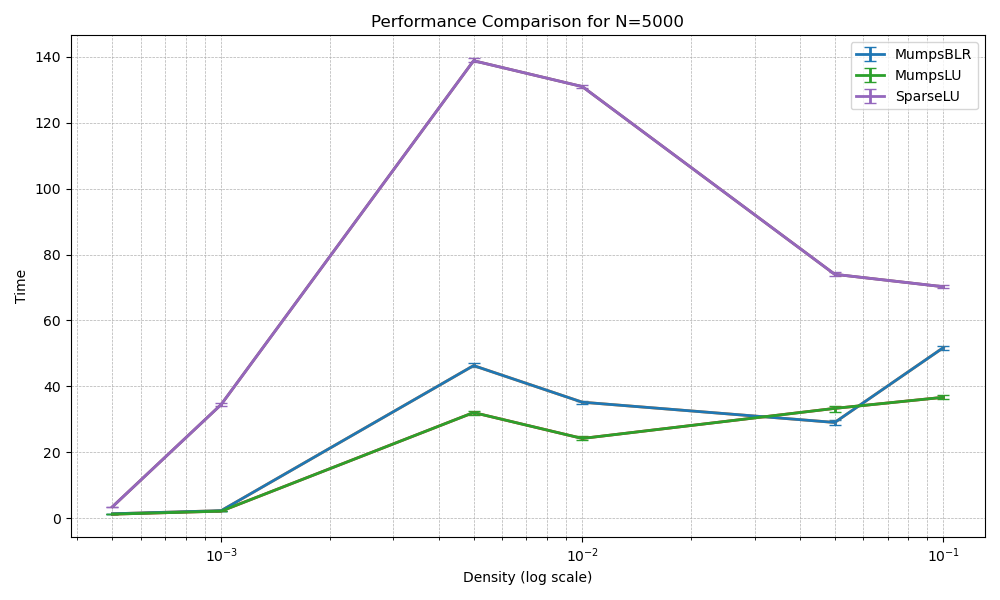 Performance Comparison for N=5000
MumpsBLR
MumpsLU
SparseLU
Time
140
120
100
80
60
40
20
0
10⁻³
10⁻²
10⁻¹
Density (log scale)